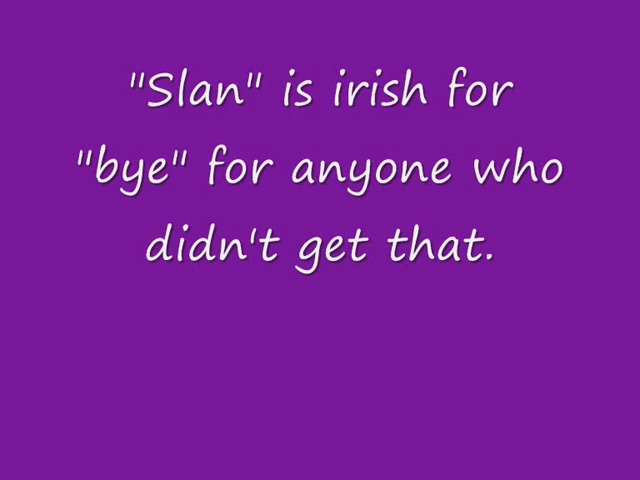 "Slan" is irish for
"bye" for anyone who
didn't get that.